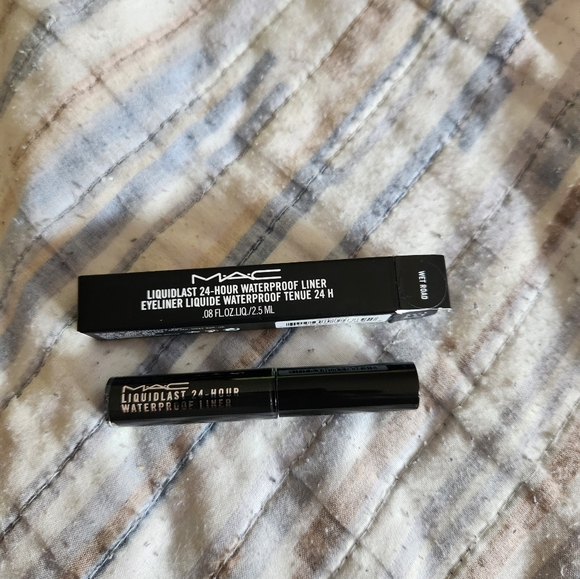 MAC
LIQUIDLAST 24-HOUR WATERPROOF LINER
EYELINER LIQUIDE WATERPROOF TENUE 24 H
.08 FL.OZ.LIQ./2.5 ML
WET ROAD
MAC
LIQUIDLAST 24-HOUR
WATERPROOF LINER